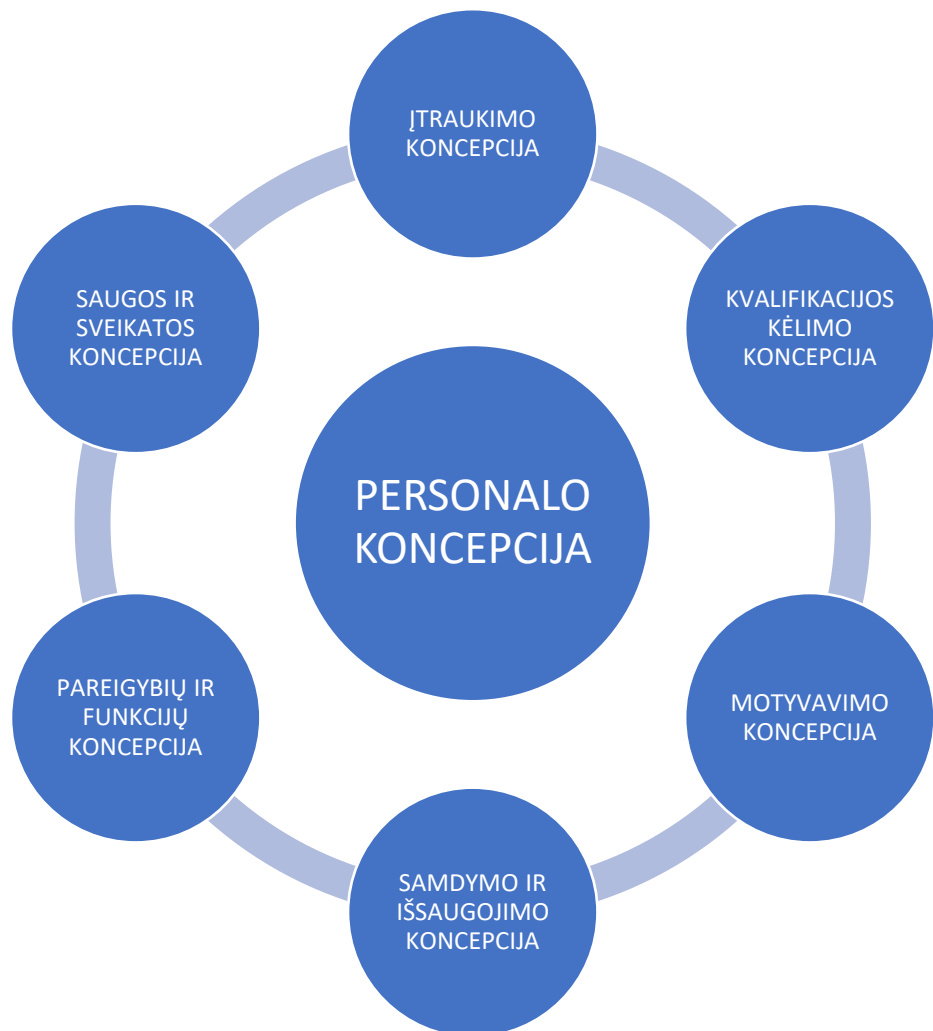 ĮTRAUKIMO
KONCEPCIJA
KVALIFIKACIJOS
KĖLIMO
KONCEPCIJA
MOTYVAVIMO
KONCEPCIJA
SAMDYMO IR
IŠSAUGOJIMO
KONCEPCIJA
PAREIGYBIŲ IR
FUNKCIJŲ
KONCEPCIJA
SAUGOS IR
SVEIKATOS
KONCEPCIJA
PERSONALO
KONCEPCIJA